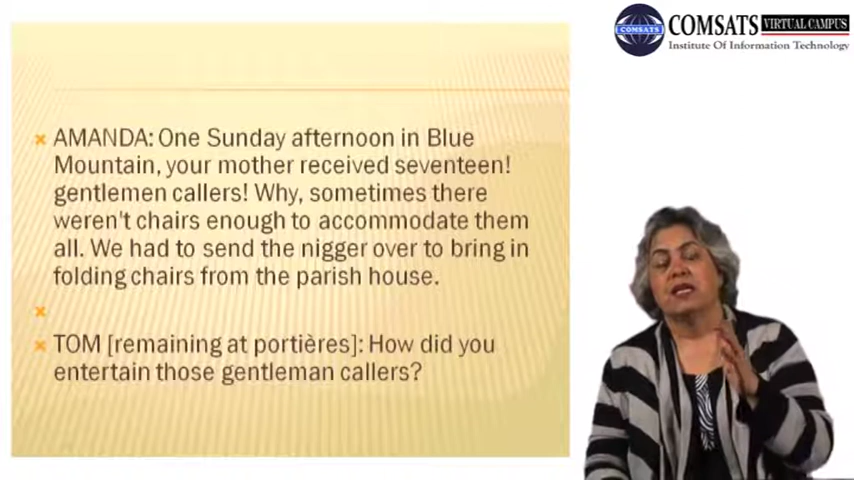 COMSATS VIRTUAL CAMPUS
COMSATS
Institute Of Information Technology
AMANDA: One Sunday afternoon in Blue
Mountain, your mother received seventeen!
gentlemen callers! Why, sometimes there
weren't chairs enough to accommodate them
all. We had to send the nigger over to bring in
folding chairs from the parish house.
TOM [remaining at portières]: How did you
entertain those gentleman callers?